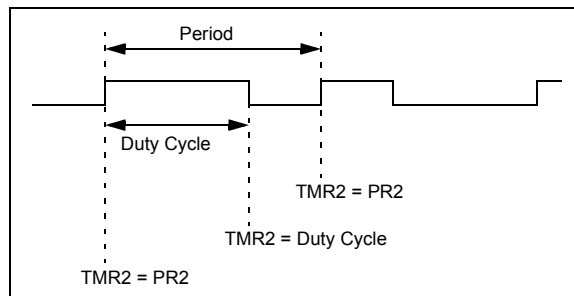 Period
Duty Cycle
TMR2 = PR2
TMR2 = Duty Cycle
TMR2 = PR2